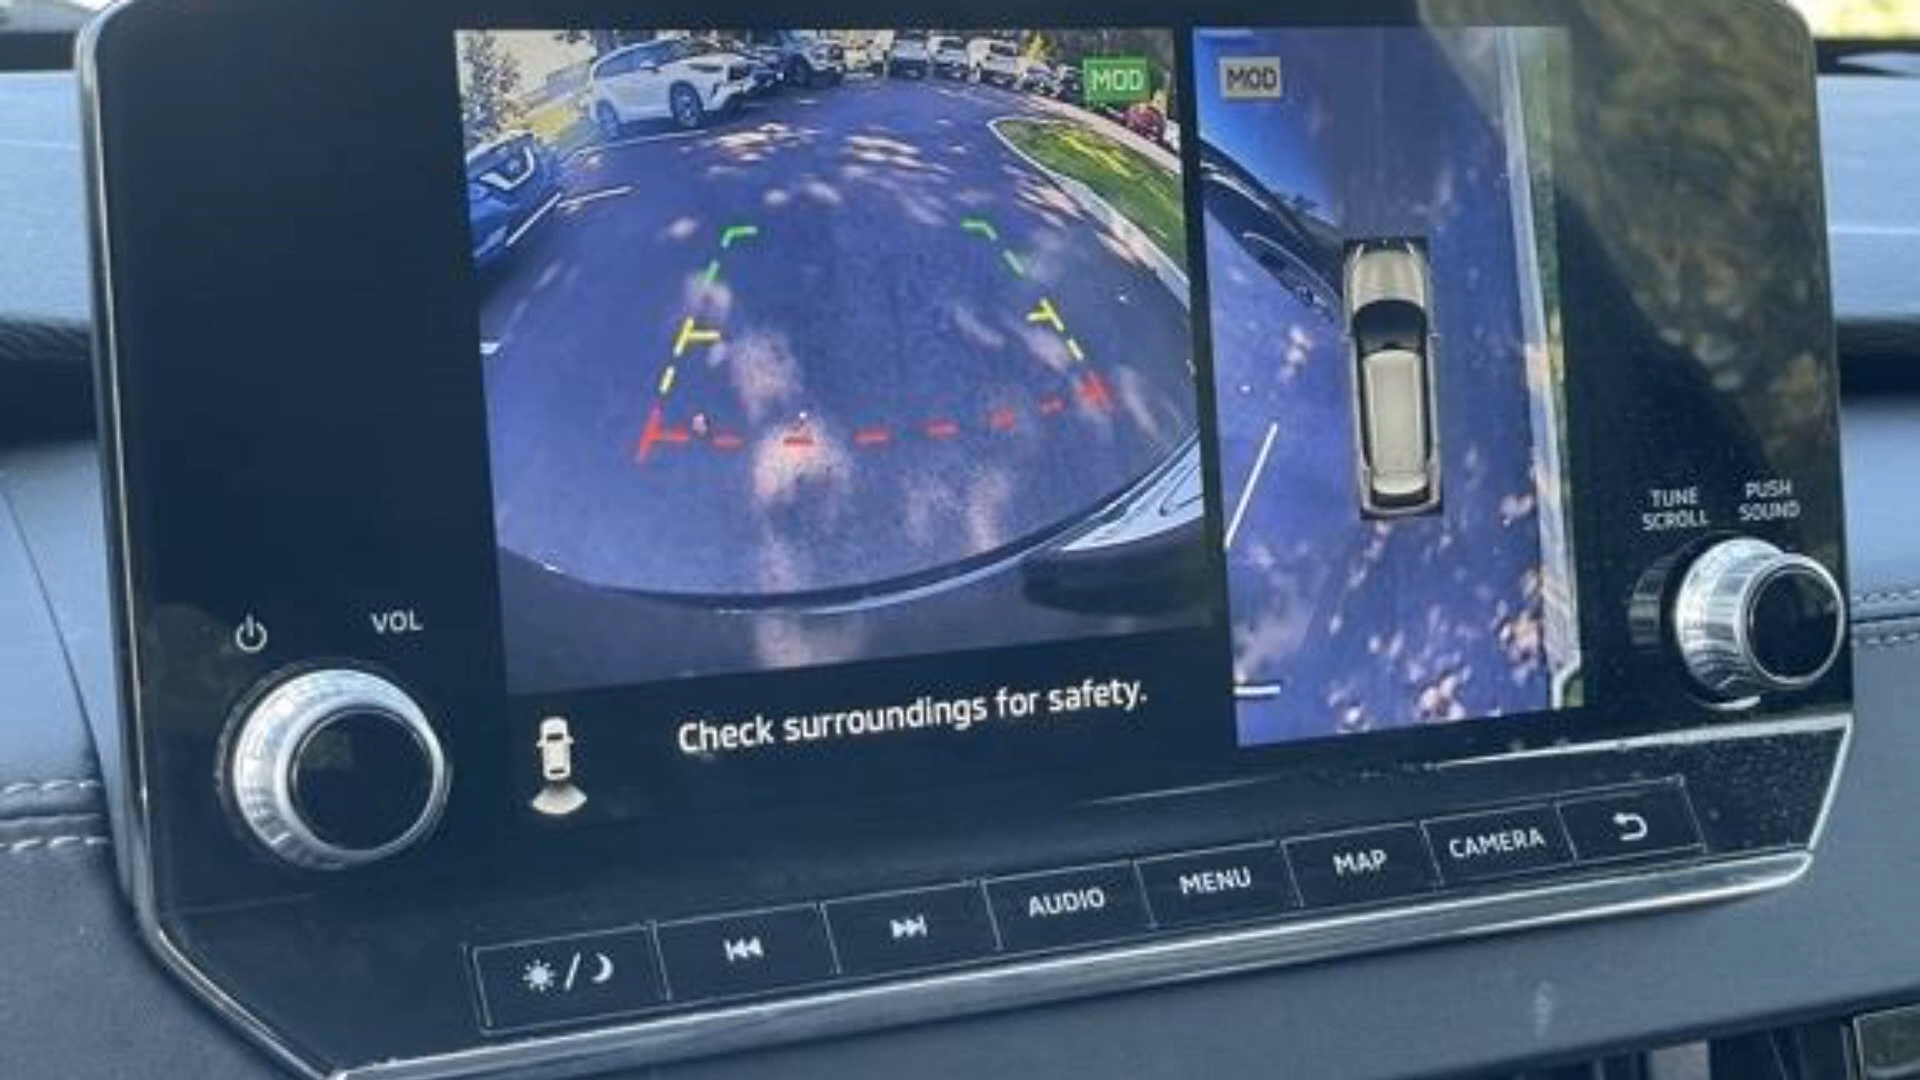 MOD
MOD
TUNE
SCROLL
PUSH
SOUND
VOL
Check surroundings for safety.
AUDIO
MENU
MAP
CAMERA